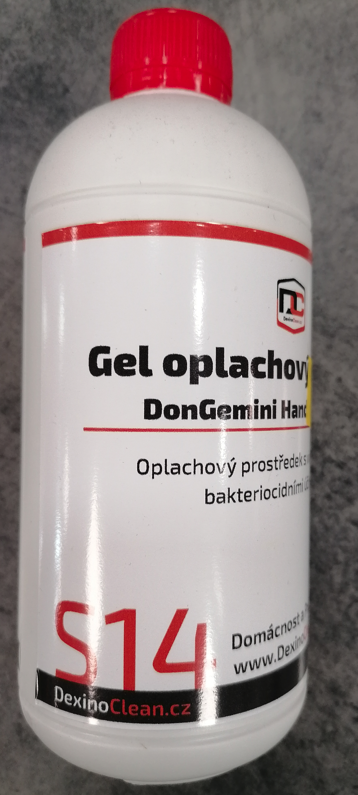 Gel oplachový
DonGemini Hand
Oplachový prostředek s
bakteriocidními
S14
Domácnost a
www.Dexino
DexinoClean.cz